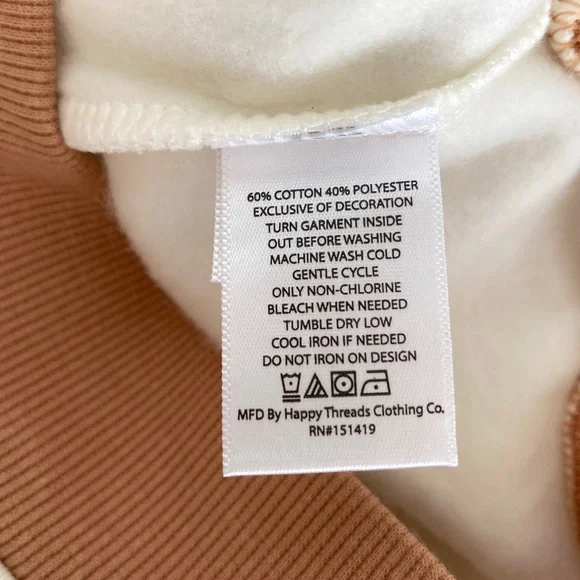 60% COTTON 40% POLYESTER
EXCLUSIVE OF DECORATION
TURN GARMENT INSIDE
OUT BEFORE WASHING
MACHINE WASH COLD
GENTLE CYCLE
ONLY NON-CHLORINE
BLEACH WHEN NEEDED
TUMBLE DRY LOW
COOL IRON IF NEEDED
DO NOT IRON ON DESIGN
MFD By Happy Threads Clothing Co.
RN#151419